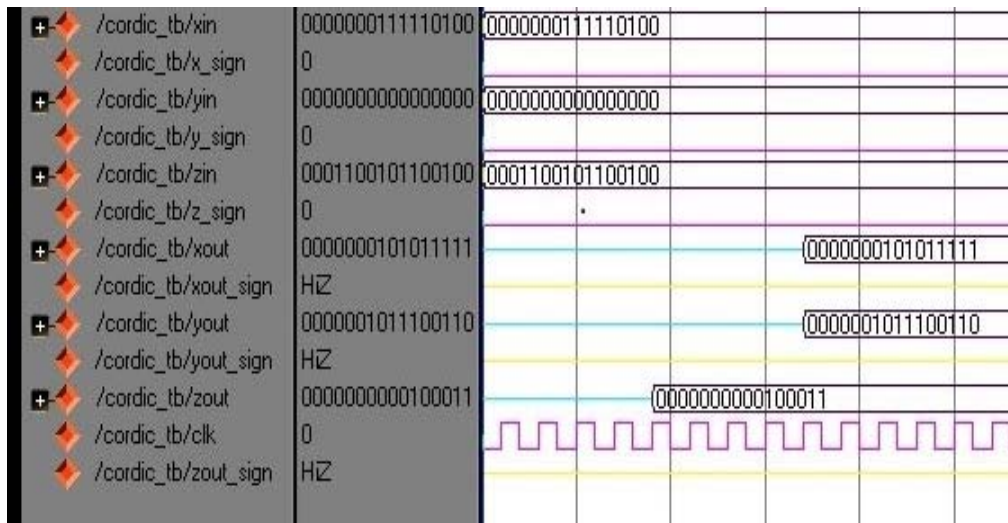 /cordic_tb/xin 0000000111110100 0000000111110100
/cordic_tb/x_sign 0
/cordic_tb/yin 0000000000000000 0000000000000000
/cordic_tb/y_sign 0
/cordic_tb/zin 0001100101100100 0001100101100100
/cordic_tb/z_sign 0
/cordic_tb/xout 0000000101011111 0000000101011111
/cordic_tb/xout_sign HiZ
/cordic_tb/yout 0000001011100110 0000001011100110
/cordic_tb/yout_sign HiZ
/cordic_tb/zout 0000000000100011 0000000000100011
/cordic_tb/clk 0
/cordic_tb/zout_sign HiZ